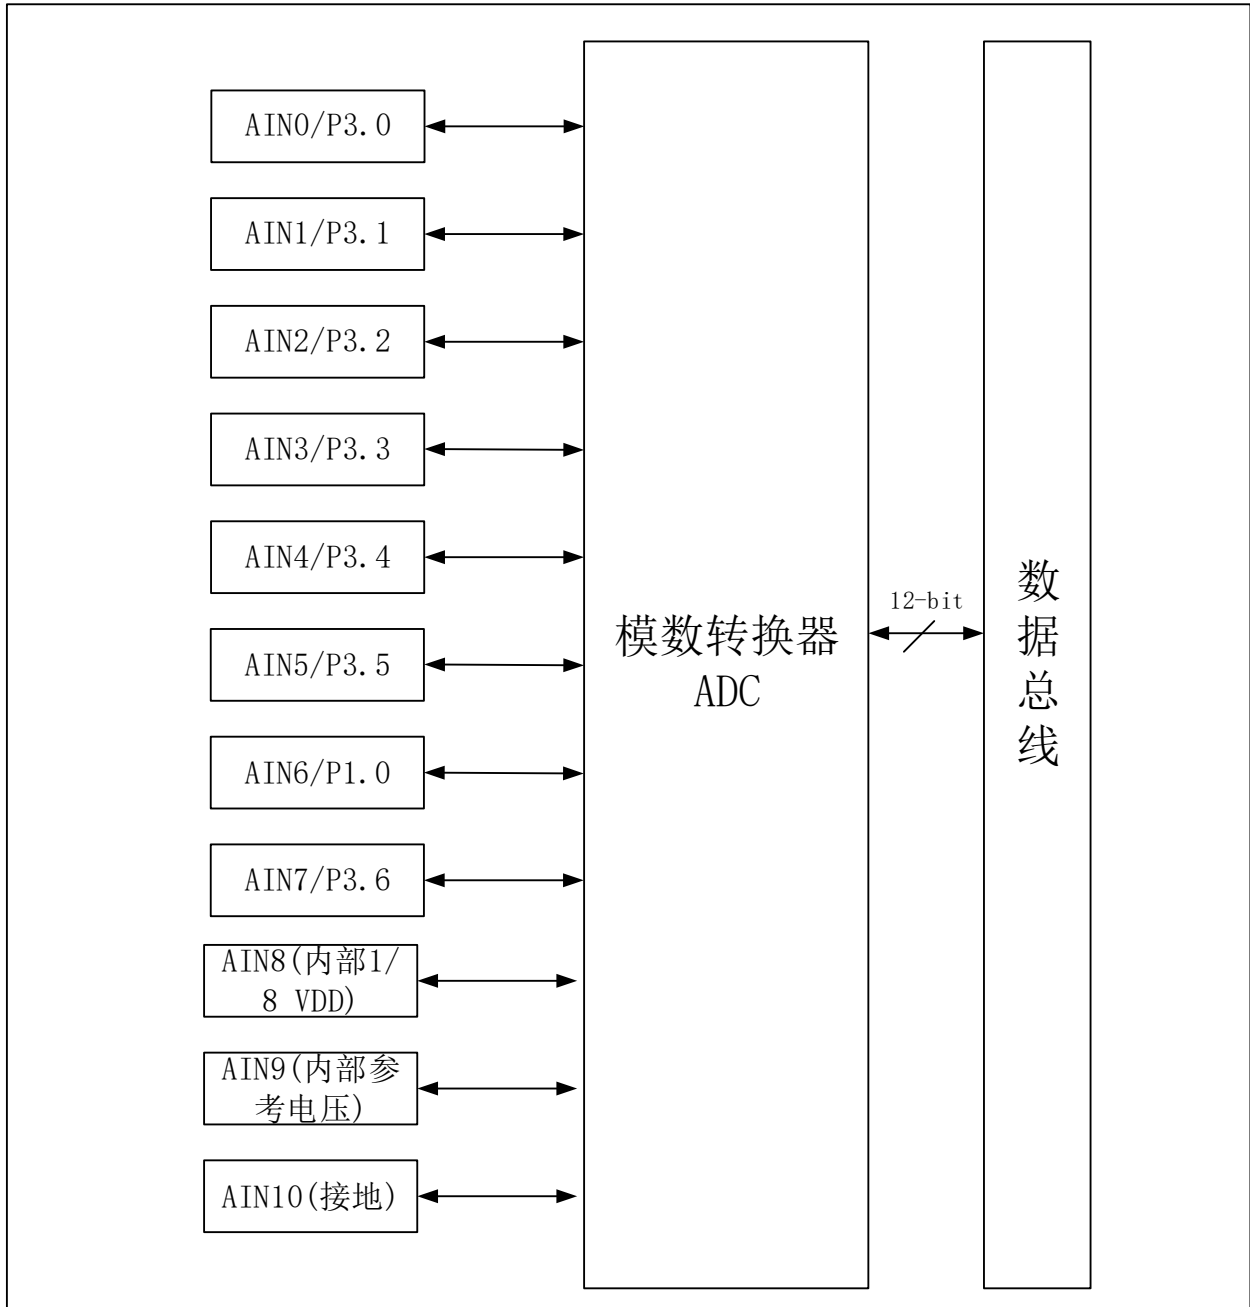 AIN0/P3.0
AIN1/P3.1
AIN2/P3.2
AIN3/P3.3
AIN4/P3.4
AIN5/P3.5
AIN6/P1.0
AIN7/P3.6
AIN8(内部1/
8 VDD)
AIN9(内部参
考电压)
AIN10(接地)
模数转换器
ADC
12-bit
数
据
总
线